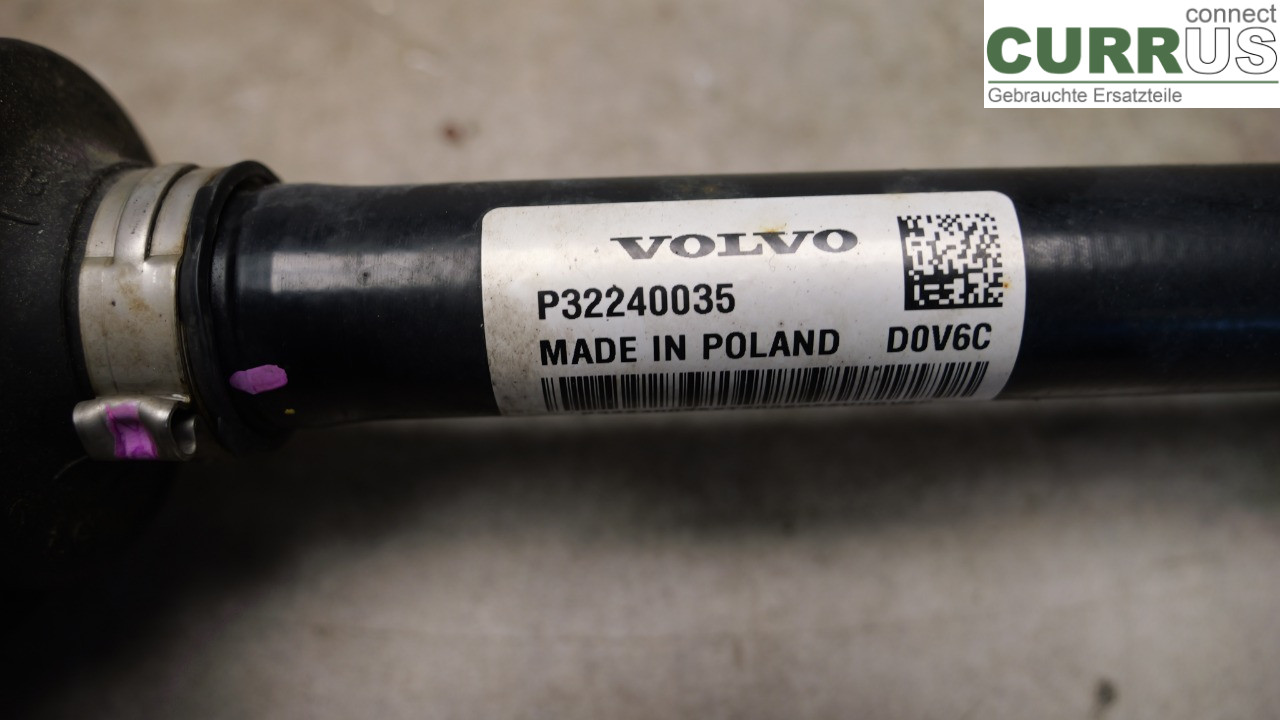 connect
CURRUS
Gebrauchte Ersatzteile
VOLVO
P32240035
MADE IN POLAND D0V6C